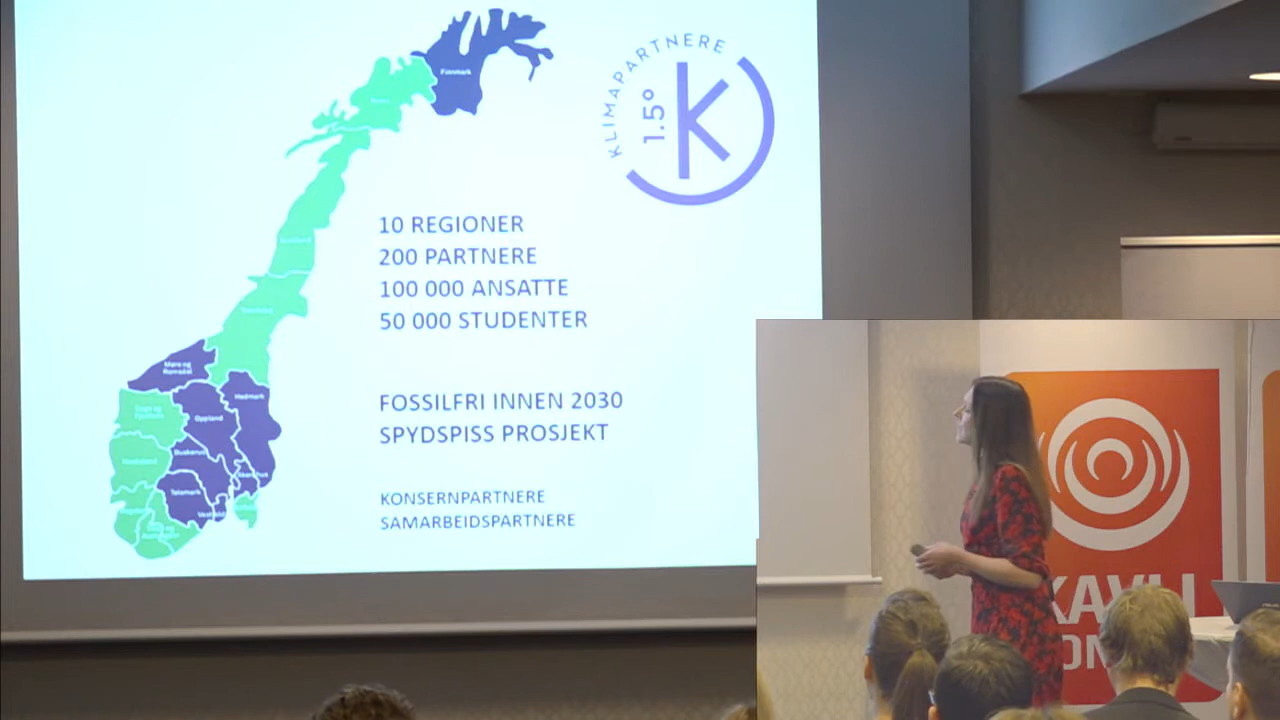 Finnmark
KLIMAPARTNERE
1.5°
K
10 REGIONER
200 PARTNERE
100 000 ANSATTE
50 000 STUDENTER
Møre og
Romsdal
Hedmark
Oppland
Buskerud
Telemark
FOSSILFRI INNEN 2030
SPYDSPISS PROSJEKT
KONSERNPARTNERE
SAMARBEIDSPARTNERE
KAVLI